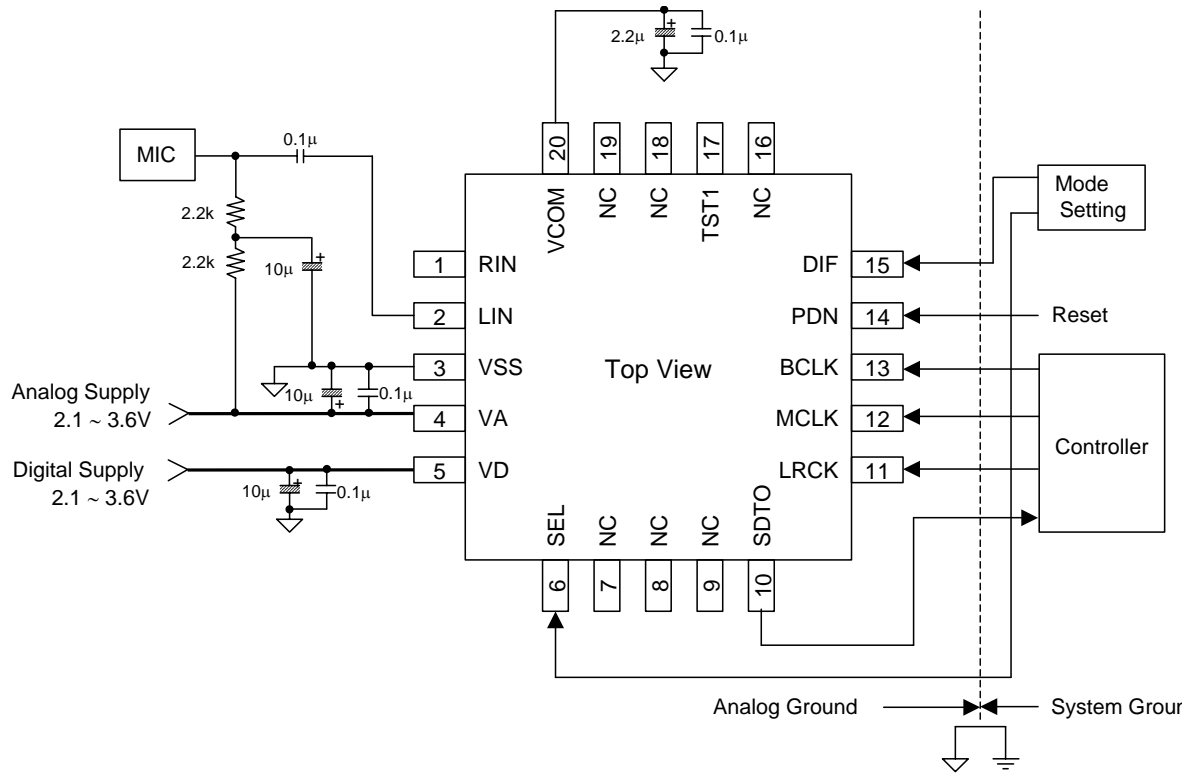 2.2μ
+
0.1μ
MIC
0.1μ
2.2k
2.2k
10μ
+
20
19
18
17
16
VCOM
NC
NC
TST1
NC
Mode
Setting
1 RIN
DIF 15
2 LIN
PDN 14
Reset
3 VSS
Top View
BCLK 13
10μ
+
0.1μ
Analog Supply
2.1 ~ 3.6V
4 VA
MCLK 12
Controller
Digital Supply
2.1 ~ 3.6V
5 VD
LRCK 11
10μ
+
0.1μ
SEL
NC
NC
NC
SDTO
6
7
8
9
10
Analog Ground
System Grour